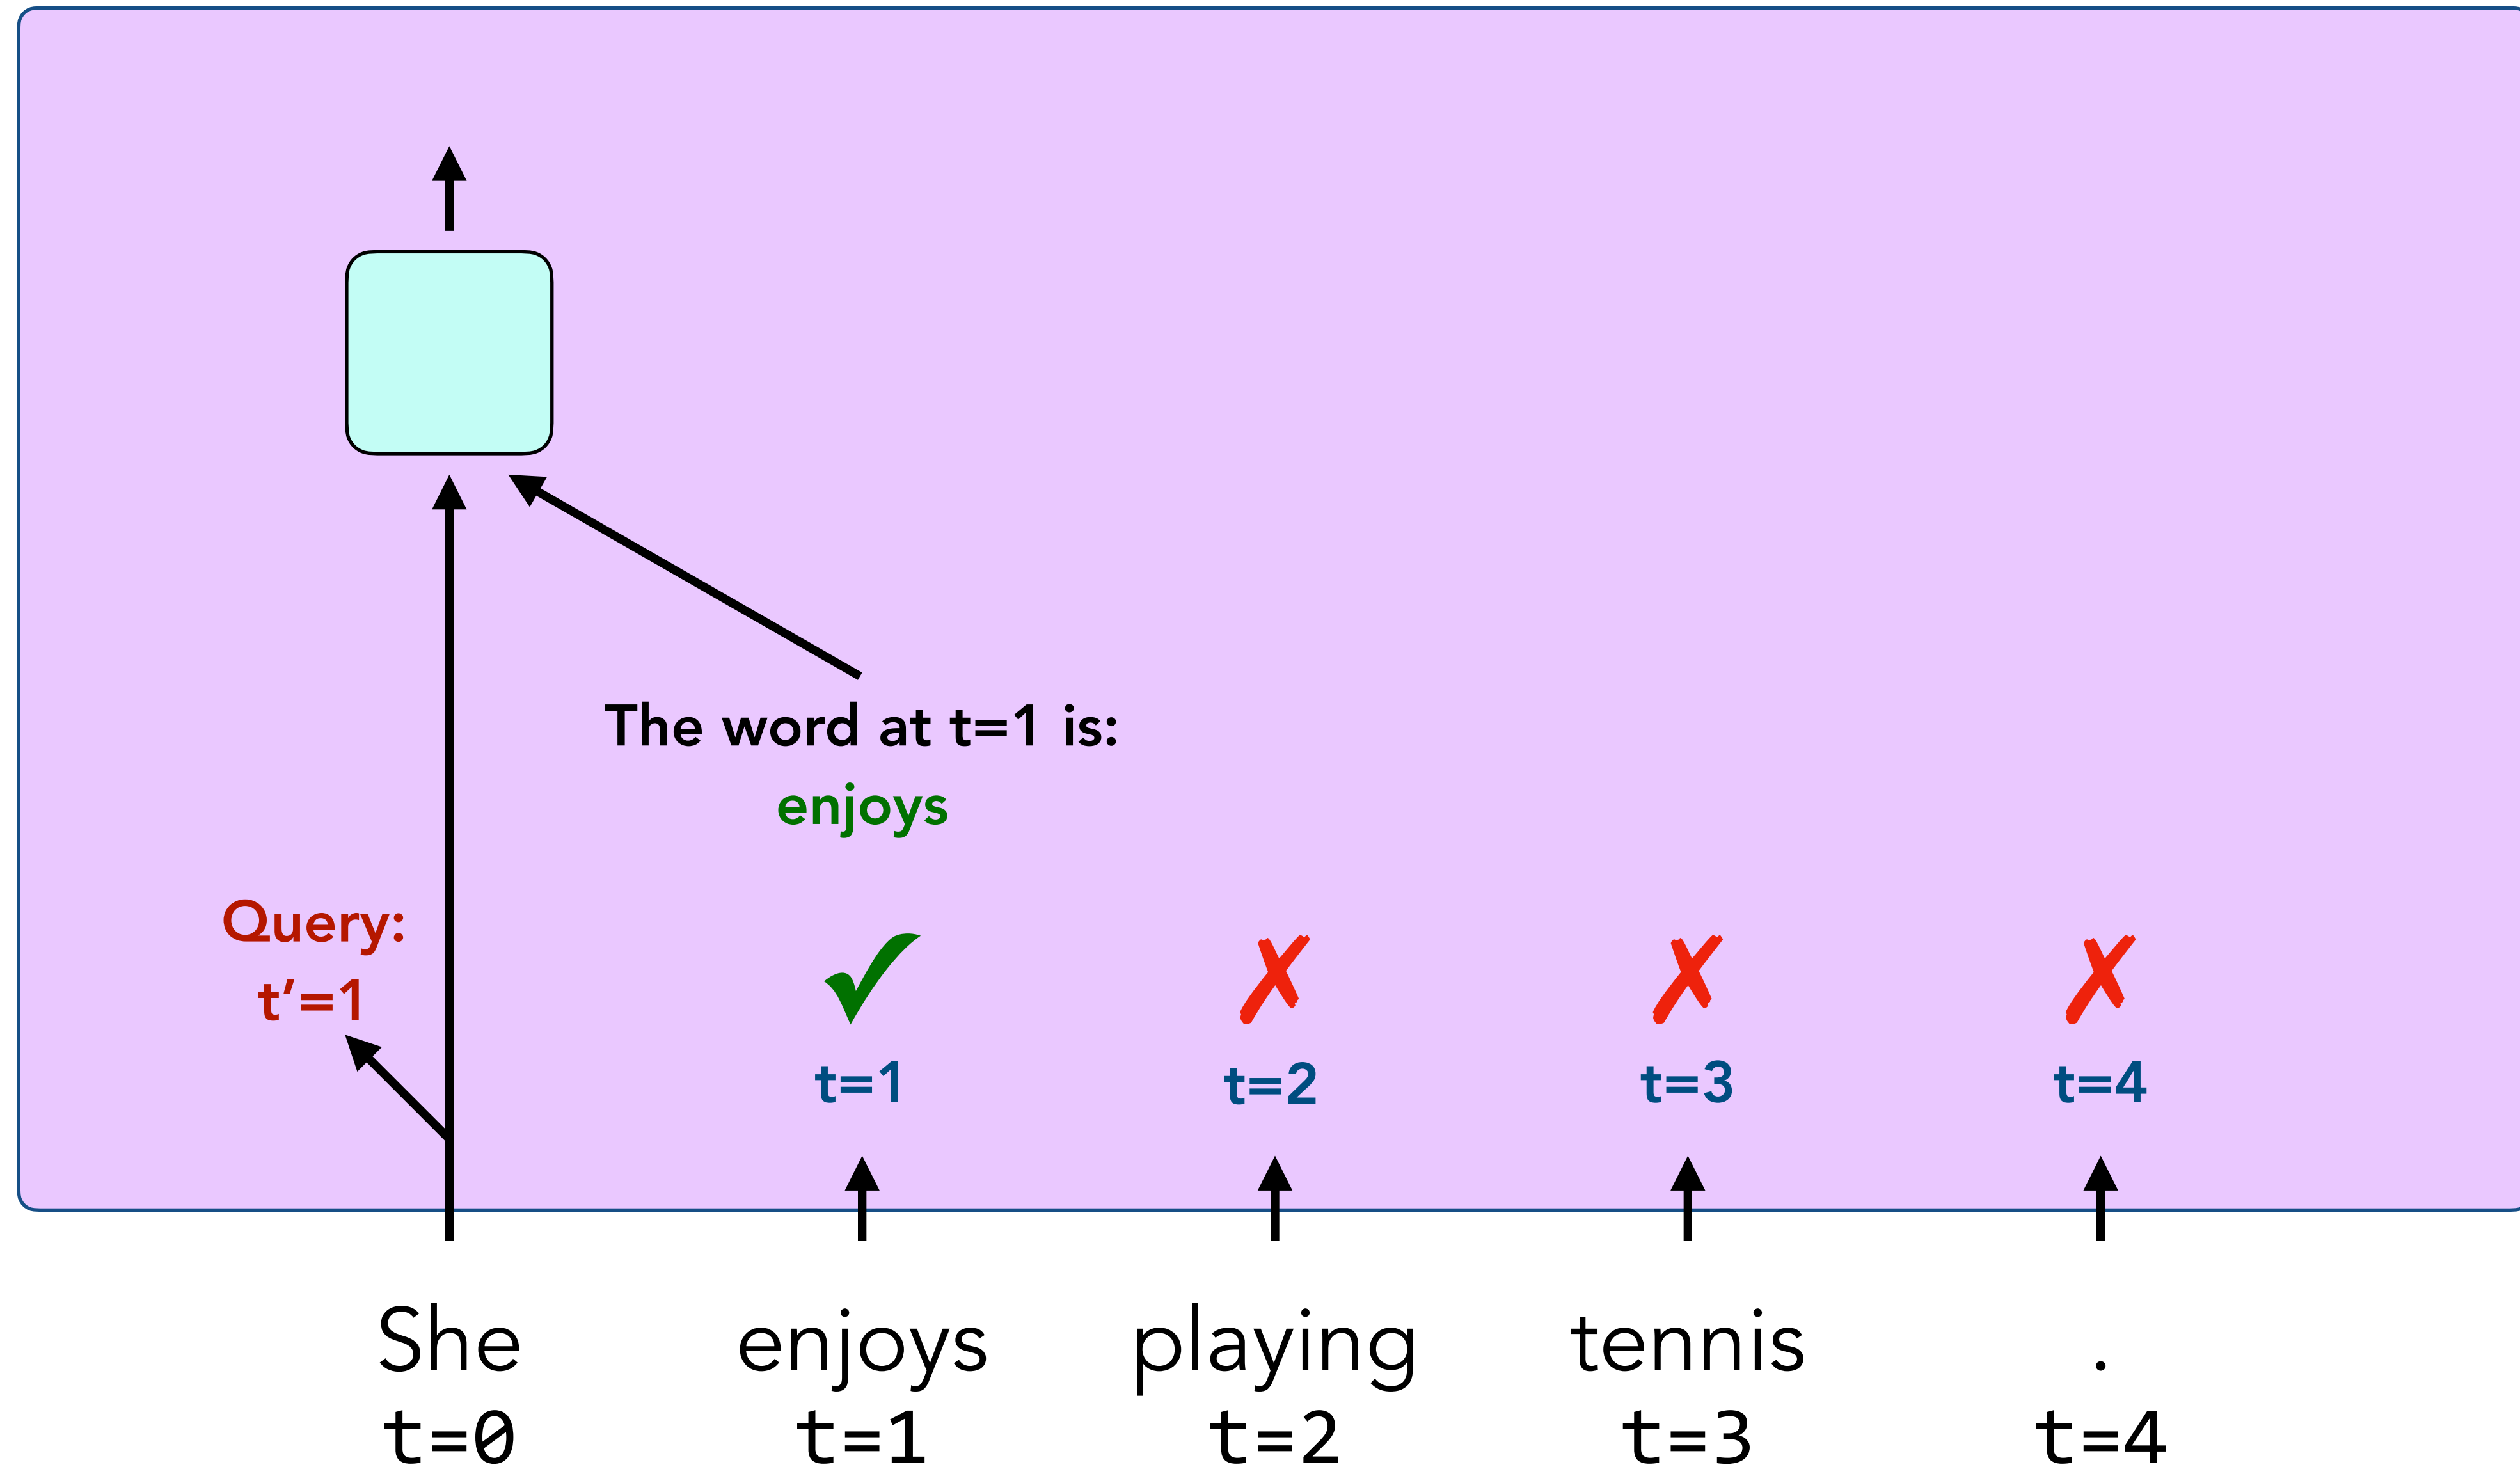 The word at t=1 is:
enjoys
Query:
t′=1
✓ ✗ ✗ ✗
t=1 t=2 t=3 t=4
She enjoys playing tennis .
t=0 t=1 t=2 t=3 t=4